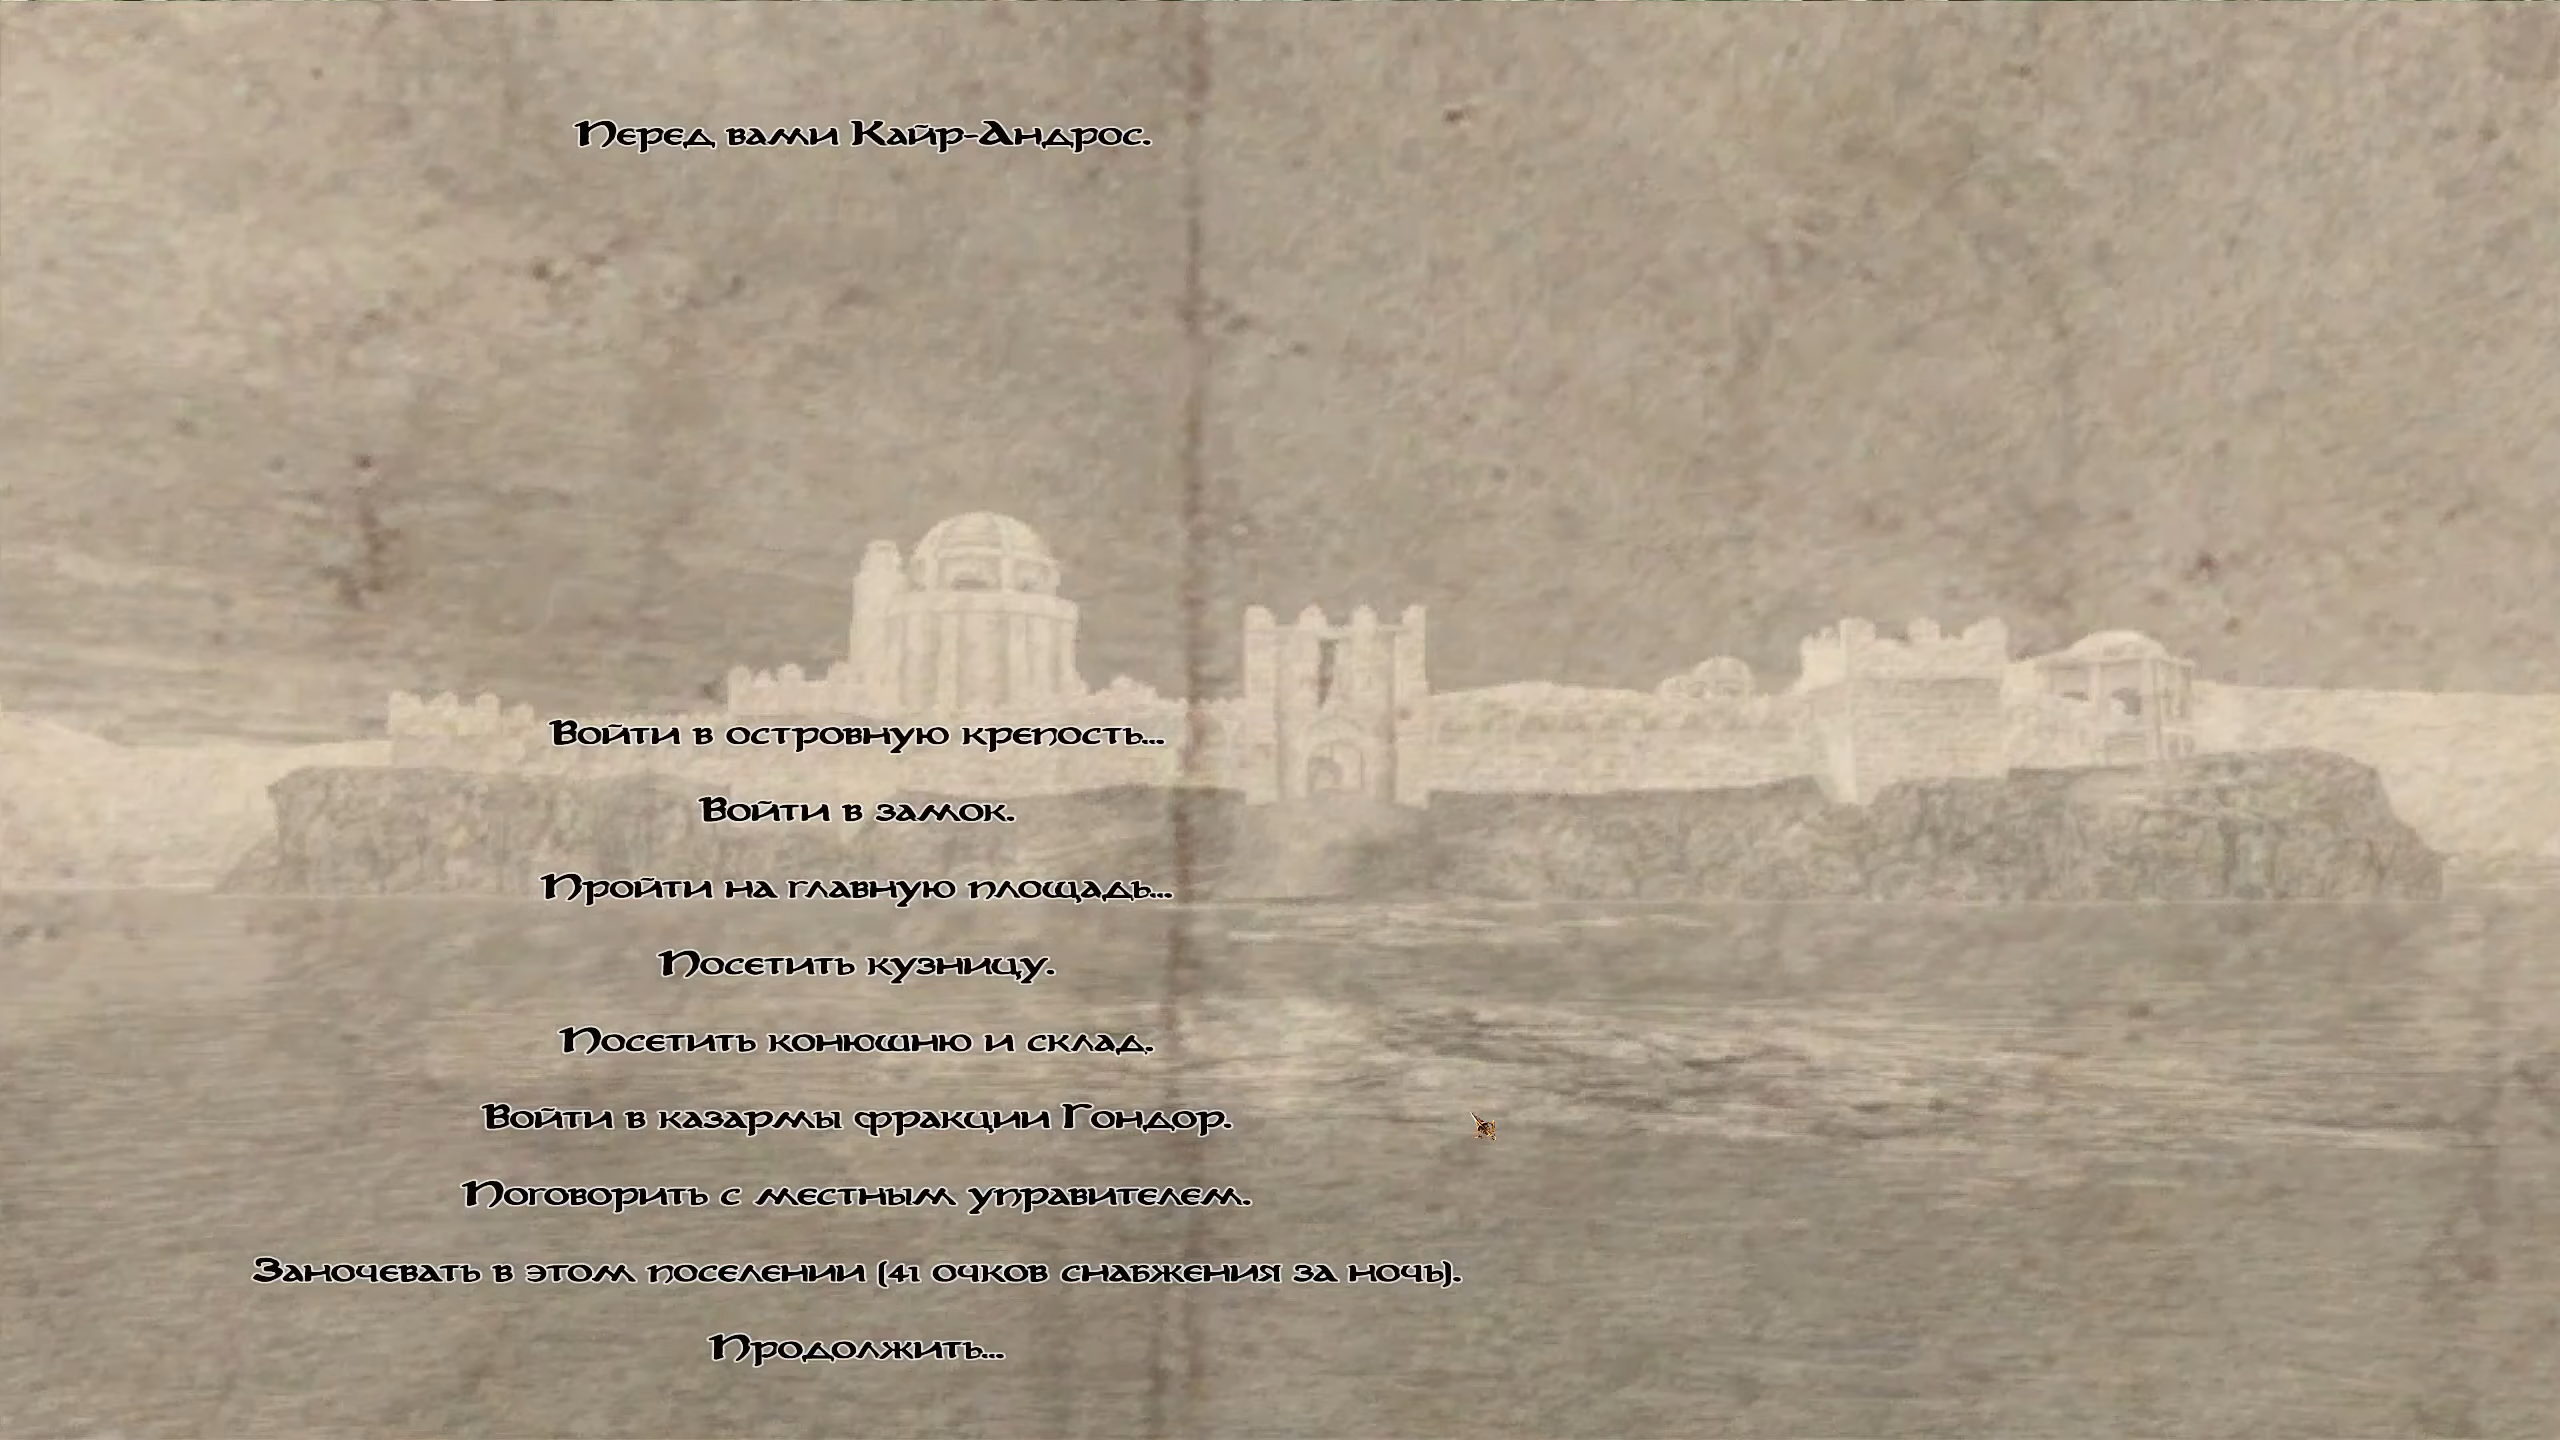 Перед вами Кайр-Андрос.
Войти в островную крепость...
Войти в замок.
Пройти на главную площадь...
Посетить кузницу.
Посетить конюшню и склад.
Войти в казармы фракции Гондор.
Поговорить с местным управителем.
Заночевать в этом поселении (41 очков снабжения за ночь).
Продолжить...